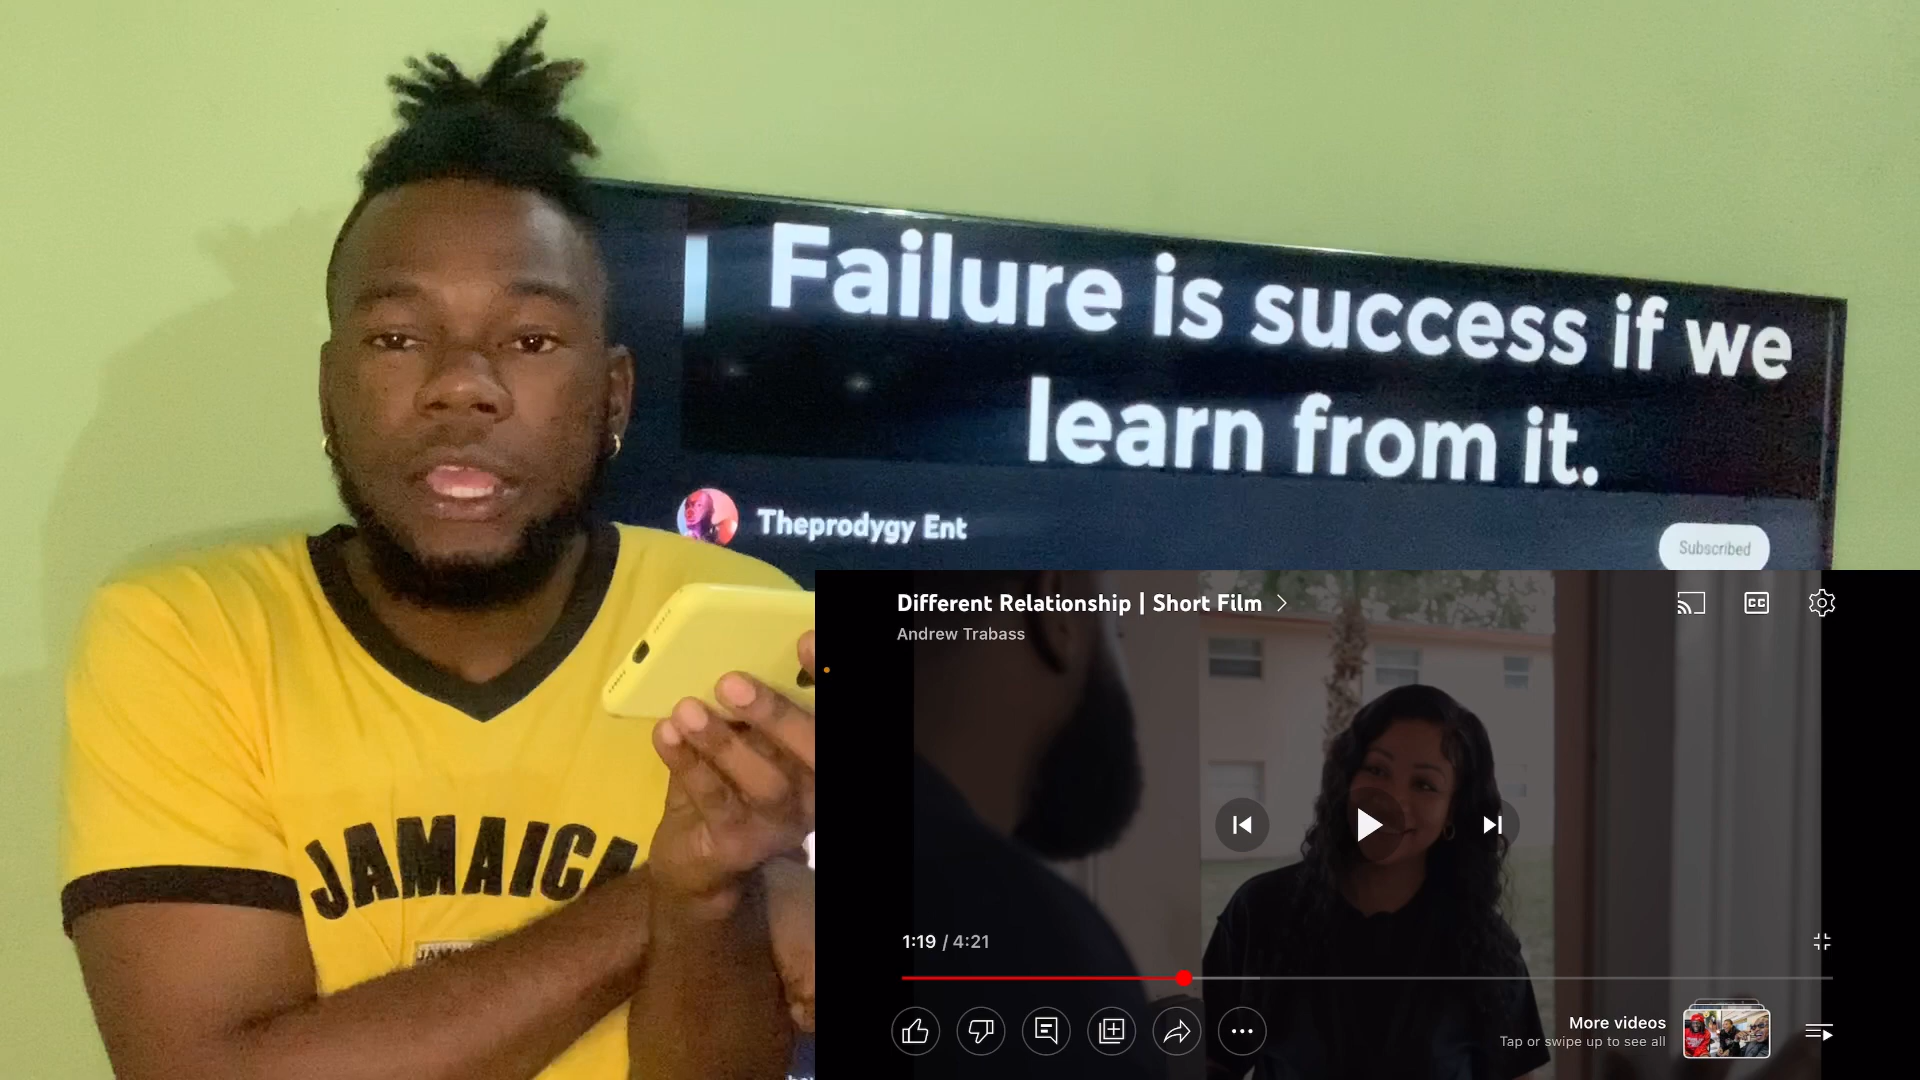 Failure is success if we
learn from it.
Theprodygy Ent
Subscribed
JAMAICA
Different Relationship | Short Film
Andrew Trabass
CC
1:19 / 4:21
More videos
Tap or swipe up to see all